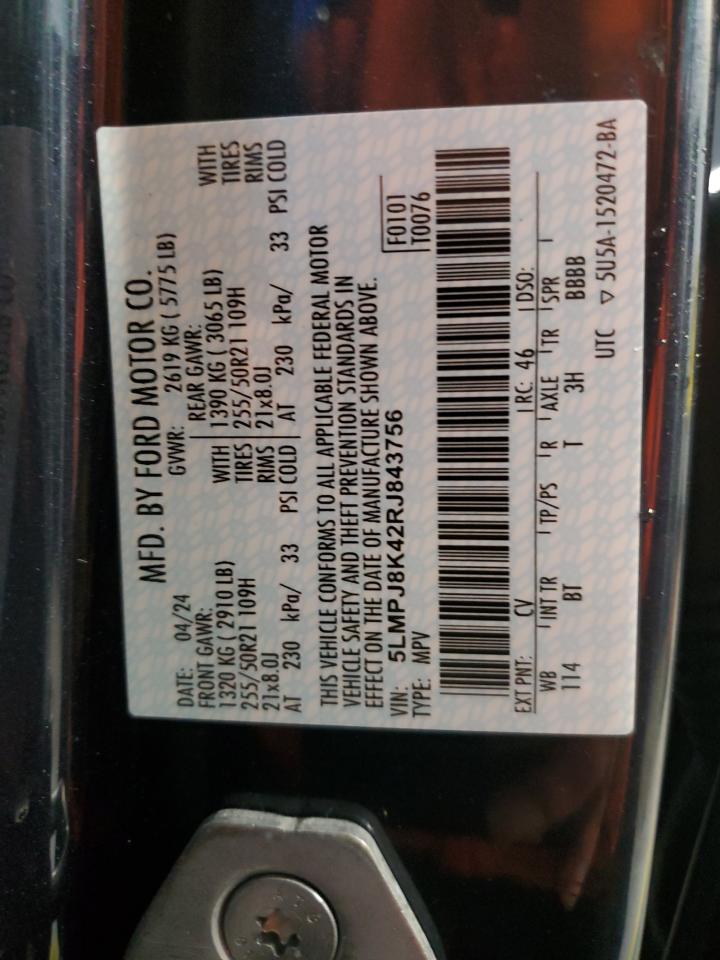 MFD. BY FORD MOTOR CO.
DATE: 04/24 GVWR: 2619 KG ( 5775 LB)
FRONT GAWR: REAR GAWR:
1320 KG ( 2910 LB) WITH 1390 KG ( 3065 LB) WITH
255/50R21 109H TIRES 255/50R21 109H TIRES
21x8.0J RIMS 21x8.0J RIMS
AT 230 kPa/ 33 PSI COLD AT 230 kPa/ 33 PSI COLD
THIS VEHICLE CONFORMS TO ALL APPLICABLE FEDERAL MOTOR
VEHICLE SAFETY AND THEFT PREVENTION STANDARDS IN
EFFECT ON THE DATE OF MANUFACTURE SHOWN ABOVE.
VIN: 5LMPJ8K42RJ843756 F0101
TYPE: MPV T0076
EXT PNT: CV RC: 46 DSO:
WB INT TR TP/PS R AXLE TR SPR
114 BT T 3H BBBB
UTC ▽ 5U5A-1520472-BA